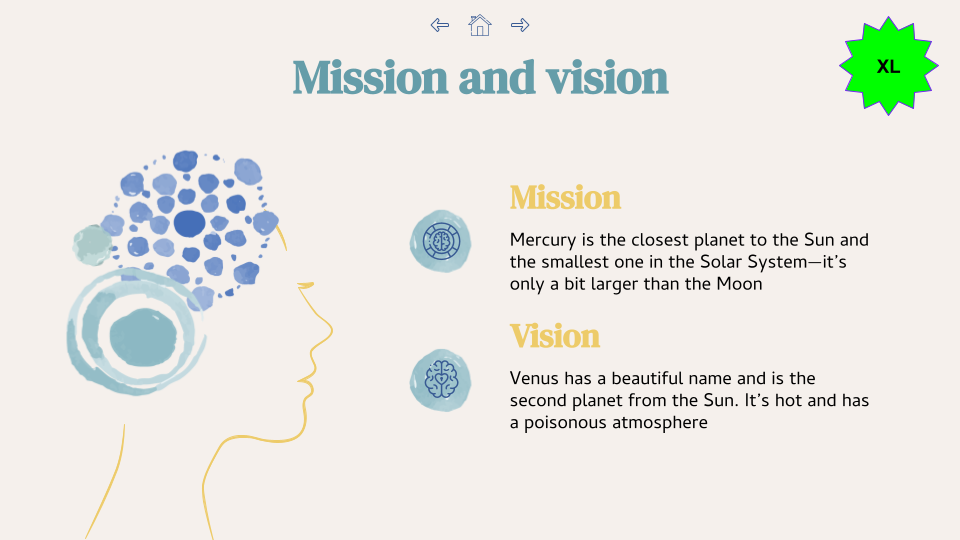 XL
Mission and vision
Mission
Mercury is the closest planet to the Sun and
the smallest one in the Solar System—it’s
only a bit larger than the Moon
Vision
Venus has a beautiful name and is the
second planet from the Sun. It’s hot and has
a poisonous atmosphere